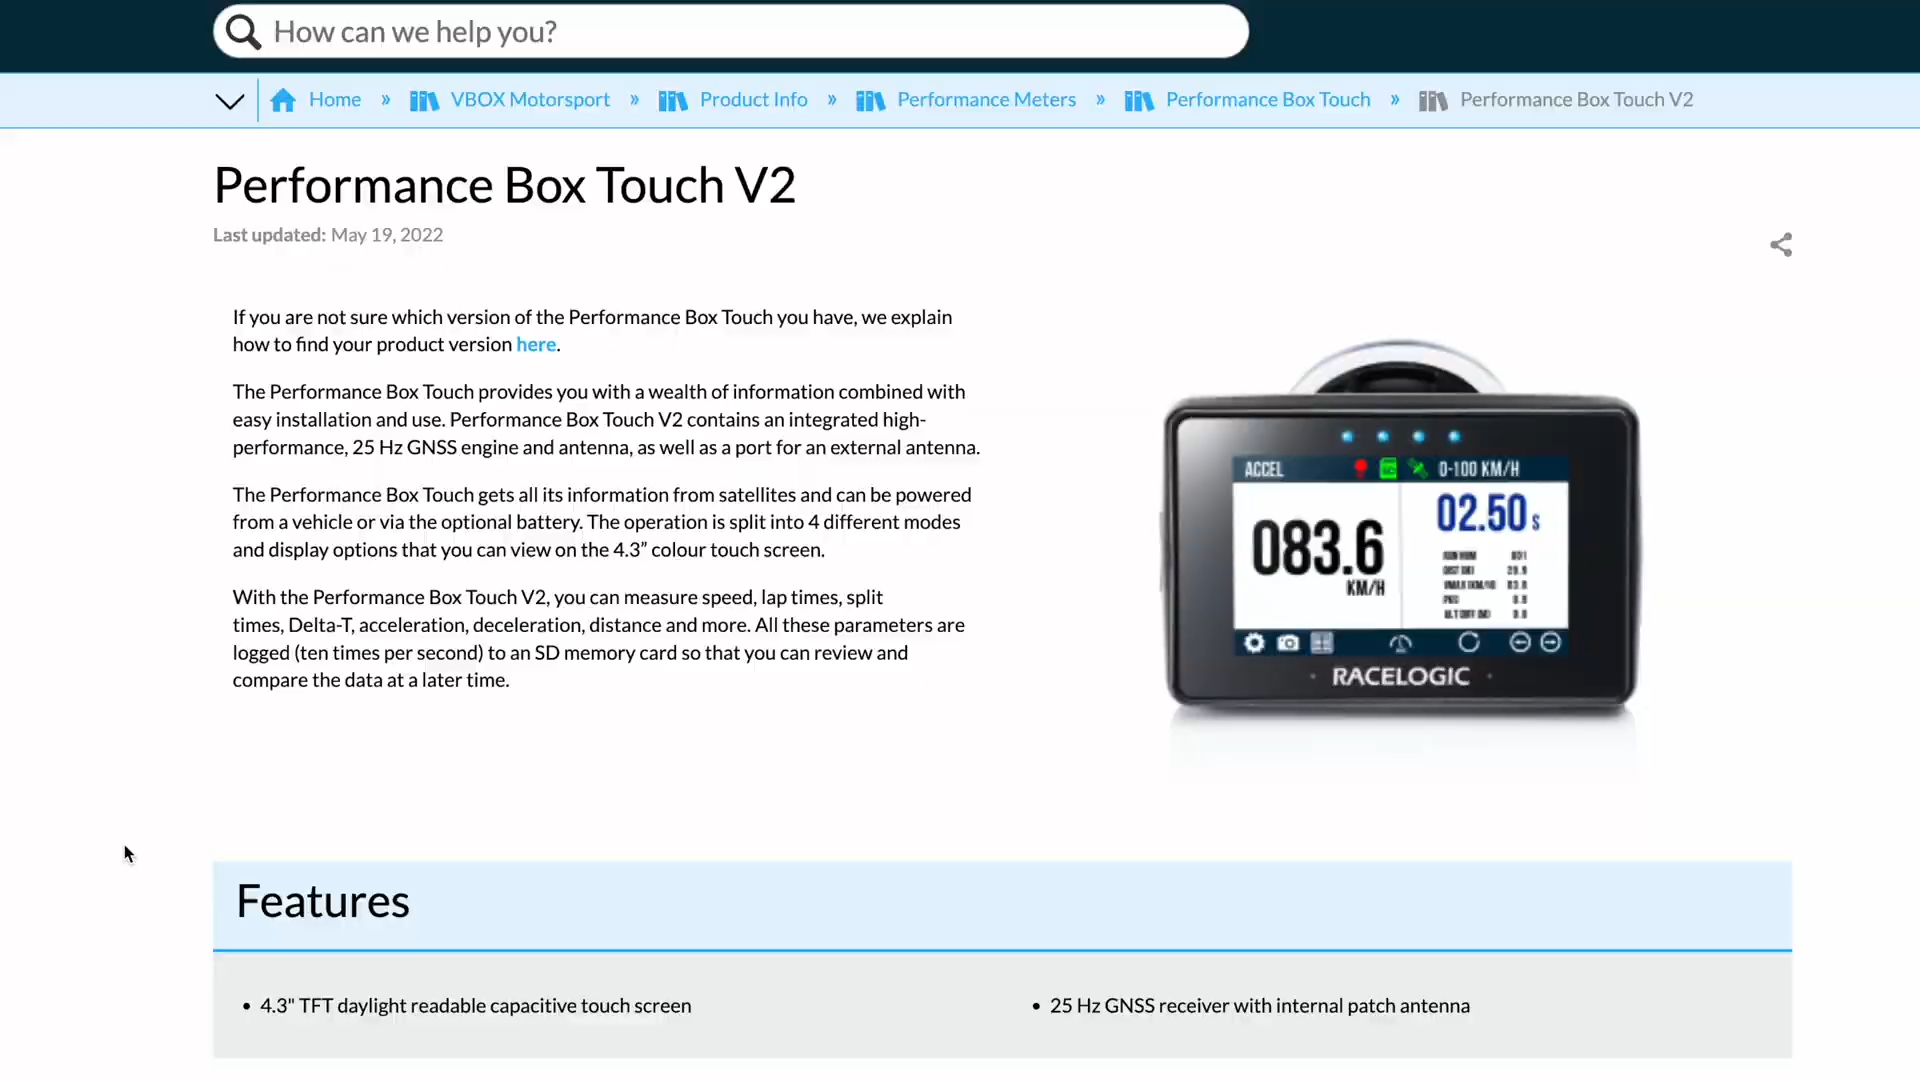 How can we help you?
Home » VBOX Motorsport » Product Info » Performance Meters » Performance Box Touch » Performance Box Touch V2
Performance Box Touch V2
Last updated: May 19, 2022
If you are not sure which version of the Performance Box Touch you have, we explain
how to find your product version here.
The Performance Box Touch provides you with a wealth of information combined with
easy installation and use. Performance Box Touch V2 contains an integrated high-
performance, 25 Hz GNSS engine and antenna, as well as a port for an external antenna.
The Performance Box Touch gets all its information from satellites and can be powered
from a vehicle or via the optional battery. The operation is split into 4 different modes
and display options that you can view on the 4.3” colour touch screen.
With the Performance Box Touch V2, you can measure speed, lap times, split
times, Delta-T, acceleration, deceleration, distance and more. All these parameters are
logged (ten times per second) to an SD memory card so that you can review and
compare the data at a later time.
ACCEL 0-100 KM/H
083.6
KM/H
02.50 s
RACELOGIC
Features
• 4.3" TFT daylight readable capacitive touch screen
• 25 Hz GNSS receiver with internal patch antenna